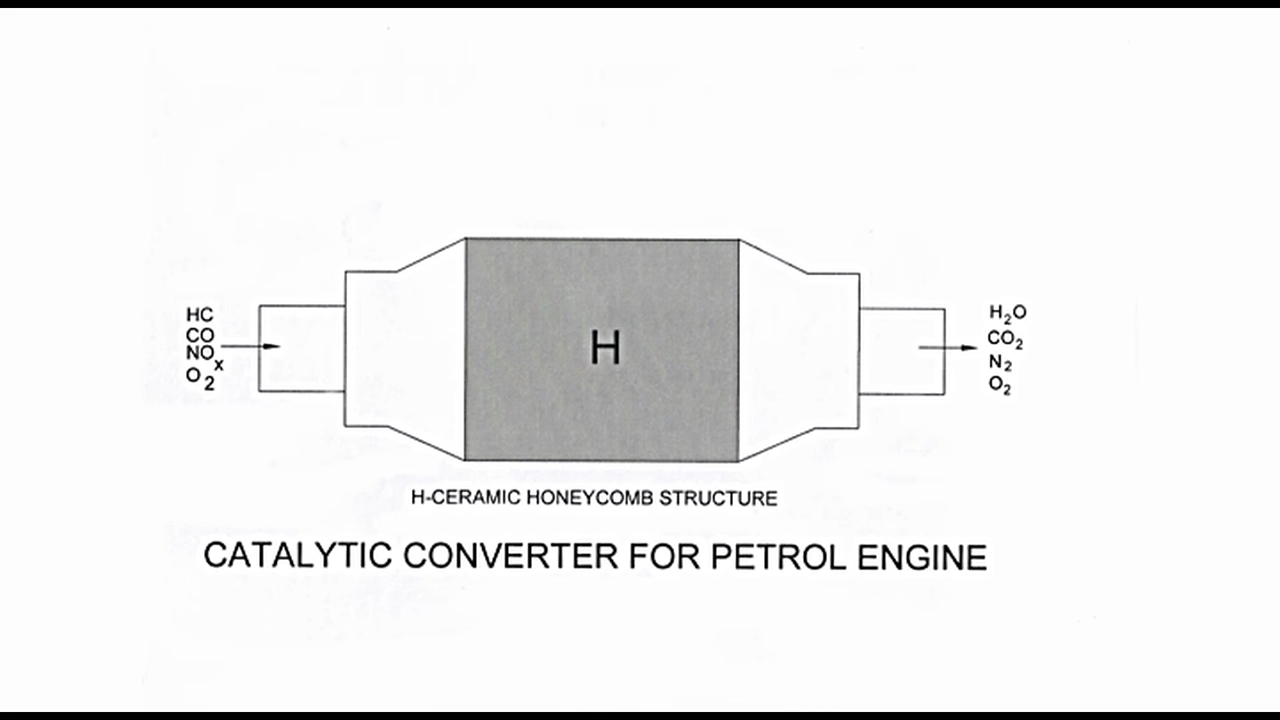 HC
CO
NOx
O2
H
H2O
CO2
N2
O2
H-CERAMIC HONEYCOMB STRUCTURE
CATALYTIC CONVERTER FOR PETROL ENGINE